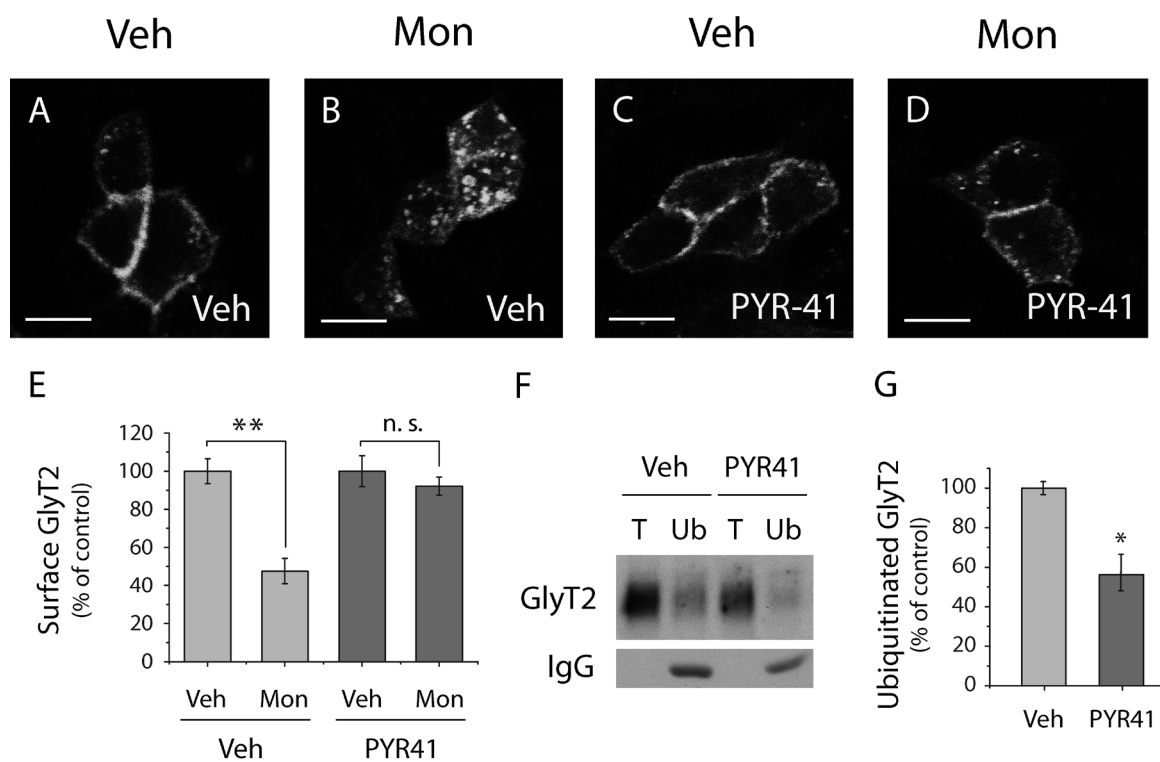 Veh Mon Veh Mon
A B C D
Veh Veh PYR-41 PYR-41
E F G
Surface GlyT2
(% of control)
120
100
80
60
40
20
0
** n. s.
Veh Mon Veh Mon
Veh PYR41
Veh PYR41
T Ub T Ub
GlyT2
IgG
Ubiquitinated GlyT2
(% of control)
100
80
60
40
20
0
*
Veh PYR41